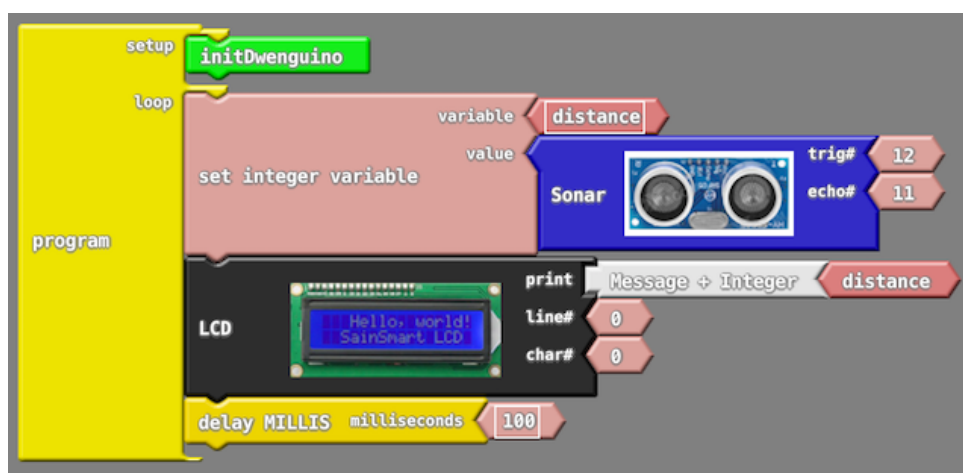 setup
initDwenguino
loop
variable distance
value
set integer variable
Sonar
trig# 12
echo# 11
program
LCD
Hello, world!
SainSmart LCD
print Message + Integer distance
line# 0
char# 0
delay MILLIS milliseconds 100